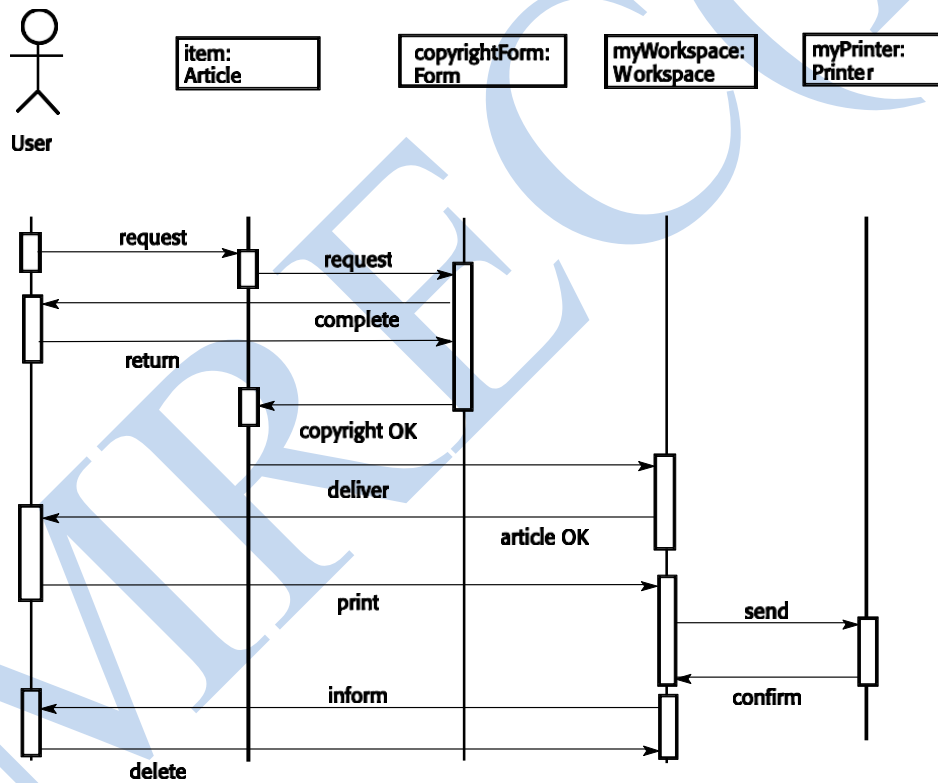 item:
Article
copyrightForm:
Form
myWorkspace:
Workspace
myPrinter:
Printer
User
request
request
complete
return
copyright OK
deliver
article OK
print
send
confirm
inform
delete
MRECC